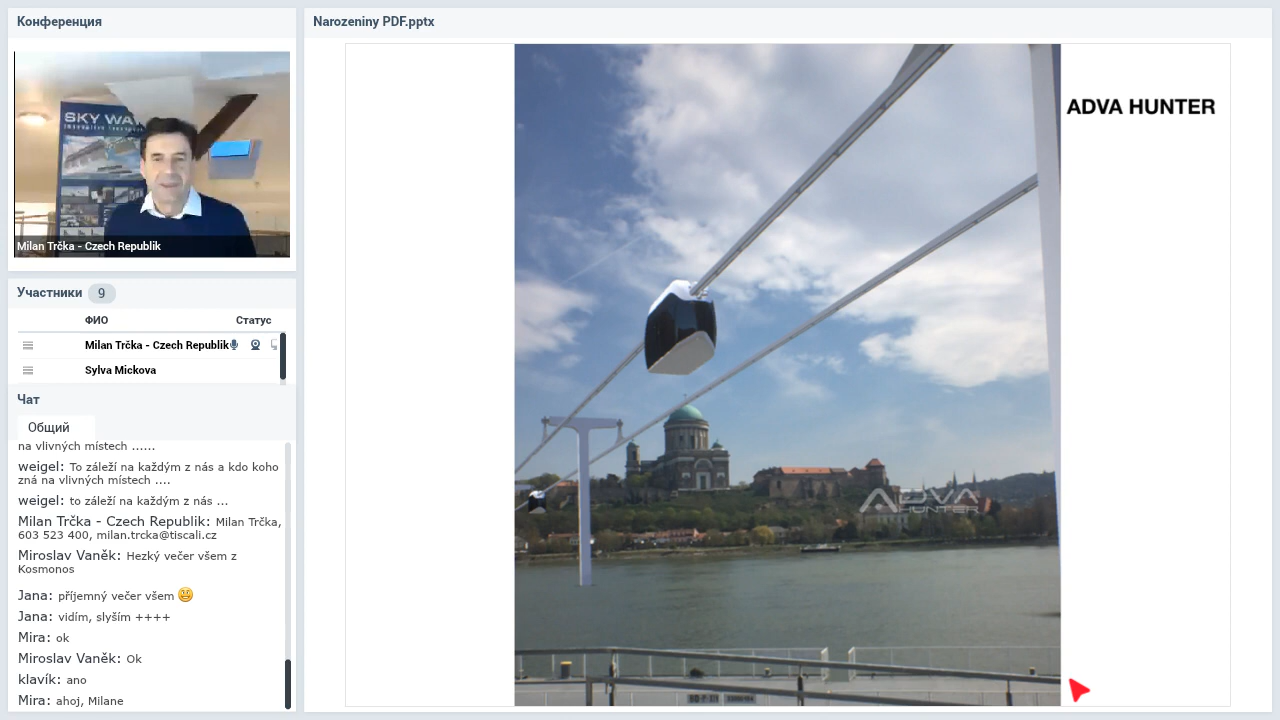 Конференция
SKY WA
Milan Trčka - Czech Republik
Участники 9
ФИО Статус
Milan Trčka - Czech Republik
Sylva Mickova
Чат
Общий
na vlivných místech ......
weigel: To záleží na každým z nás a kdo koho
zná na vlivných místech ....
weigel: to záleží na každým z nás ...
Milan Trčka - Czech Republik: Milan Trčka,
603 523 400, milan.trcka@tiscali.cz
Miroslav Vaněk: Hezký večer všem z
Kosmonos
Jana: příjemný večer všem
Jana: vidím, slyším ++++
Mira: ok
Miroslav Vaněk: Ok
klavík: ano
Mira: ahoj, Milane
Narozeniny PDF.pptx
ADVA HUNTER
ADVA
HUNTER